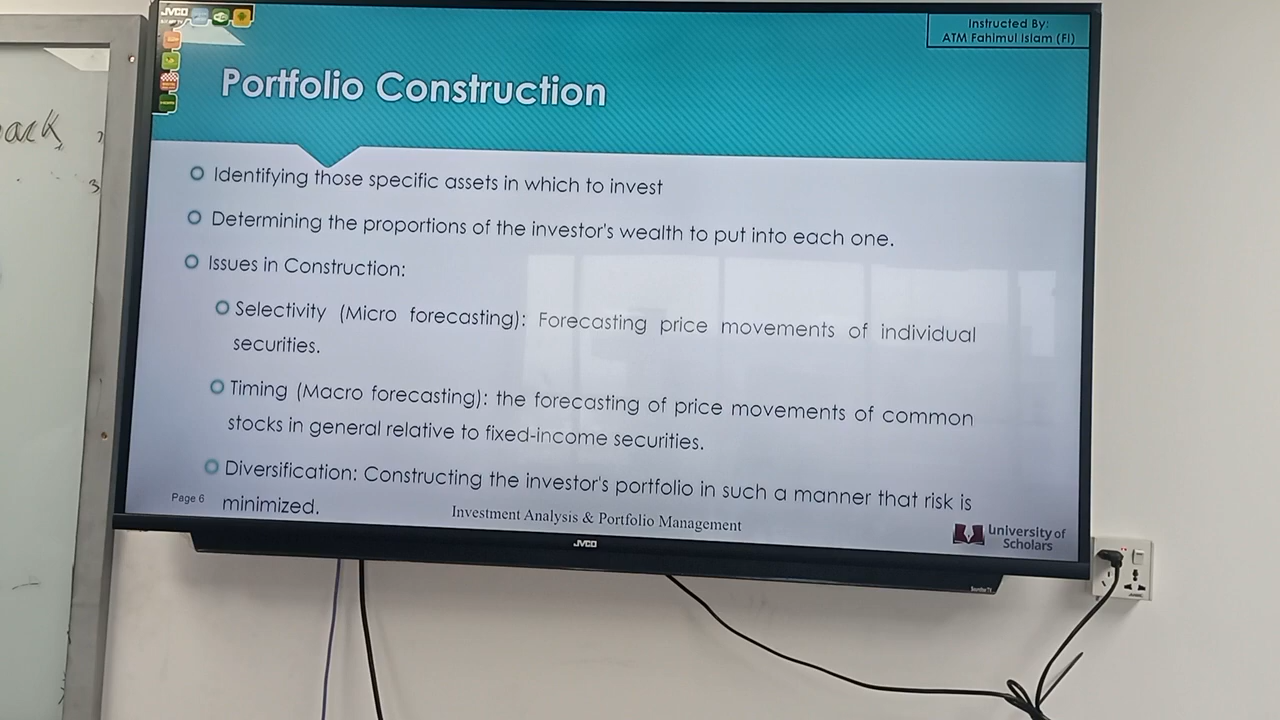 JVCO
Instructed By:
ATM Fahimul Islam (FI)
Portfolio Construction
Identifying those specific assets in which to invest
Determining the proportions of the investor's wealth to put into each one.
Issues in Construction:
Selectivity (Micro forecasting): Forecasting price movements of individual
securities.
Timing (Macro forecasting): the forecasting of price movements of common
stocks in general relative to fixed-income securities.
Diversification: Constructing the investor's portfolio in such a manner that risk is
minimized.
Page 6
Investment Analysis & Portfolio Management
University of
Scholars
JVCO
3